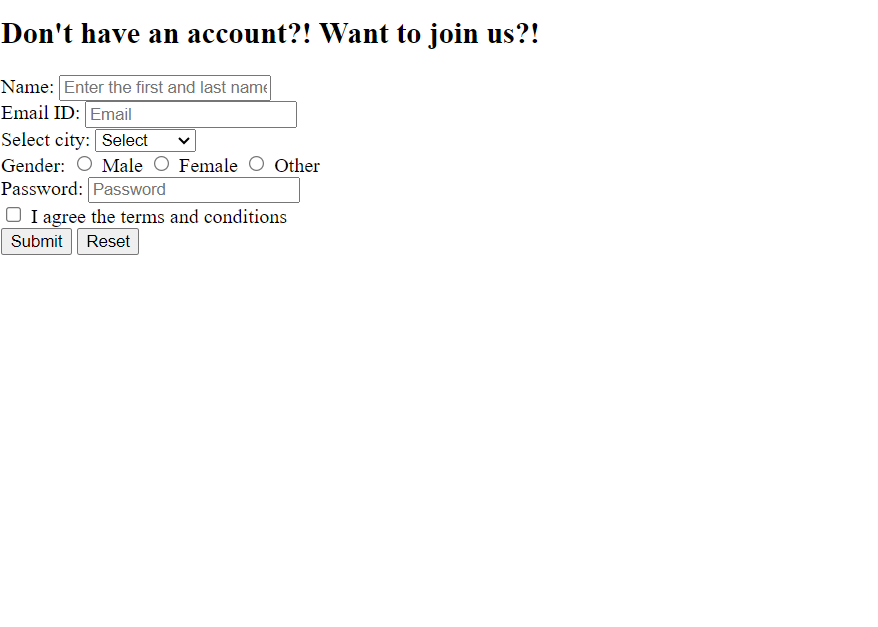 Don't have an account?! Want to join us?!
Name: Enter the first and last name
Email ID: Email
Select city: Select
Gender: Male Female Other
Password: Password
I agree the terms and conditions
Submit Reset